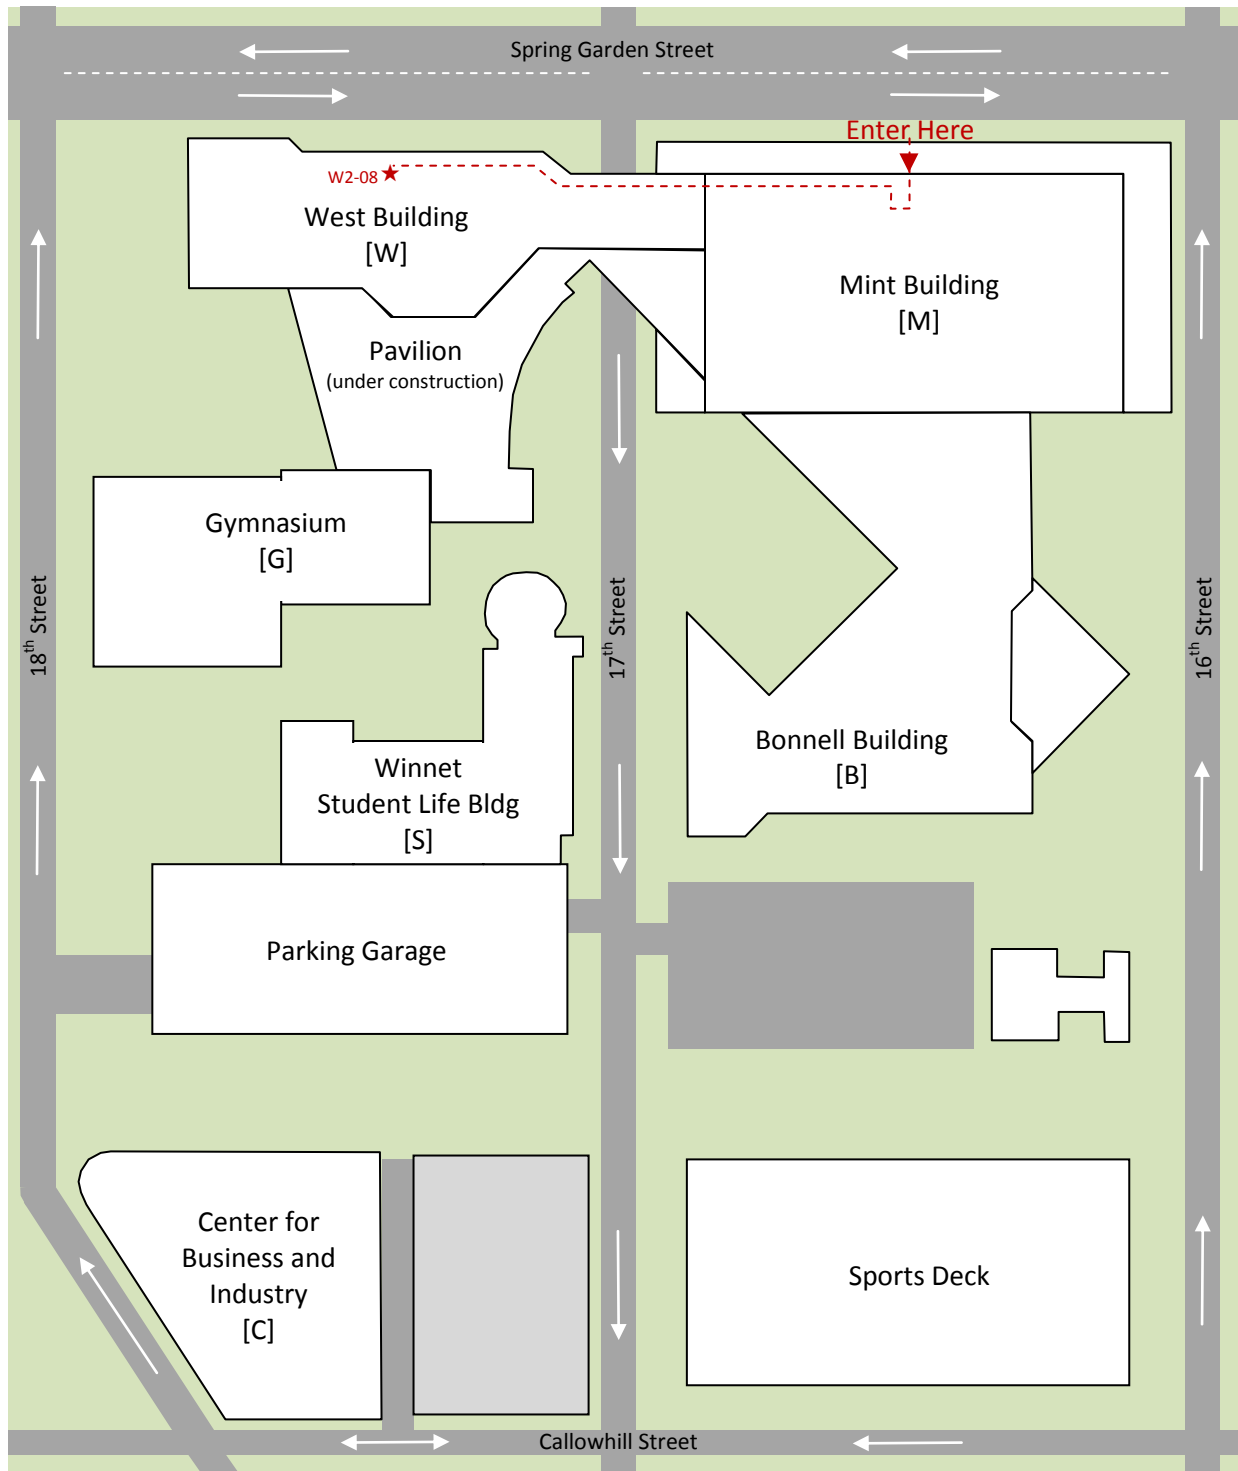 Spring Garden Street
Enter Here
W2-08
West Building
[W]
Mint Building
[M]
Pavilion
(under construction)
Gymnasium
[G]
18th Street
17th Street
16th Street
Bonnell Building
[B]
Winnet
Student Life Bldg
[S]
Parking Garage
Center for
Business and
Industry
[C]
Sports Deck
Callowhill Street